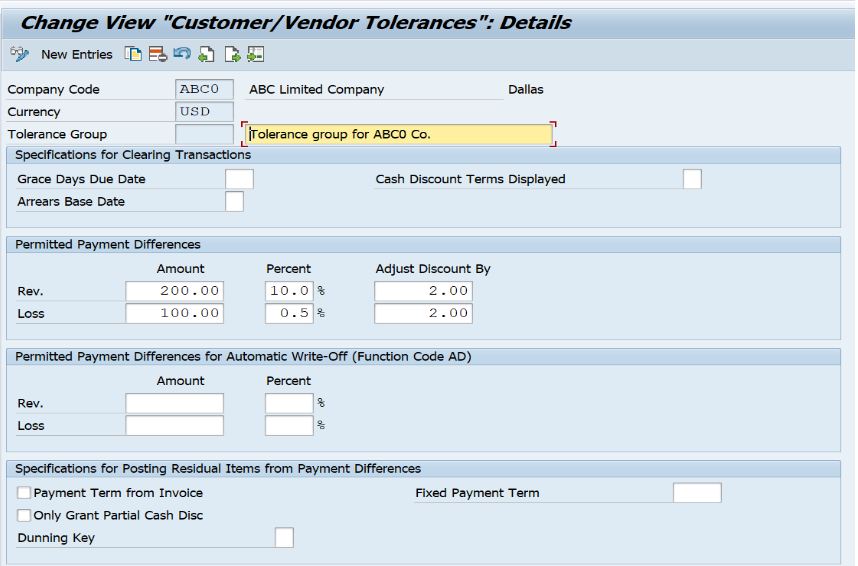 Change View "Customer/Vendor Tolerances": Details
New Entries
Company Code ABC0 ABC Limited Company Dallas
Currency USD
Tolerance Group Tolerance group for ABC0 Co.
Specifications for Clearing Transactions
Grace Days Due Date Cash Discount Terms Displayed
Arrears Base Date
Permitted Payment Differences
Amount Percent Adjust Discount By
Rev. 200.00 10.0 % 2.00
Loss 100.00 0.5 % 2.00
Permitted Payment Differences for Automatic Write-Off (Function Code AD)
Amount Percent
Rev. %
Loss %
Specifications for Posting Residual Items from Payment Differences
Payment Term from Invoice Fixed Payment Term
Only Grant Partial Cash Disc
Dunning Key